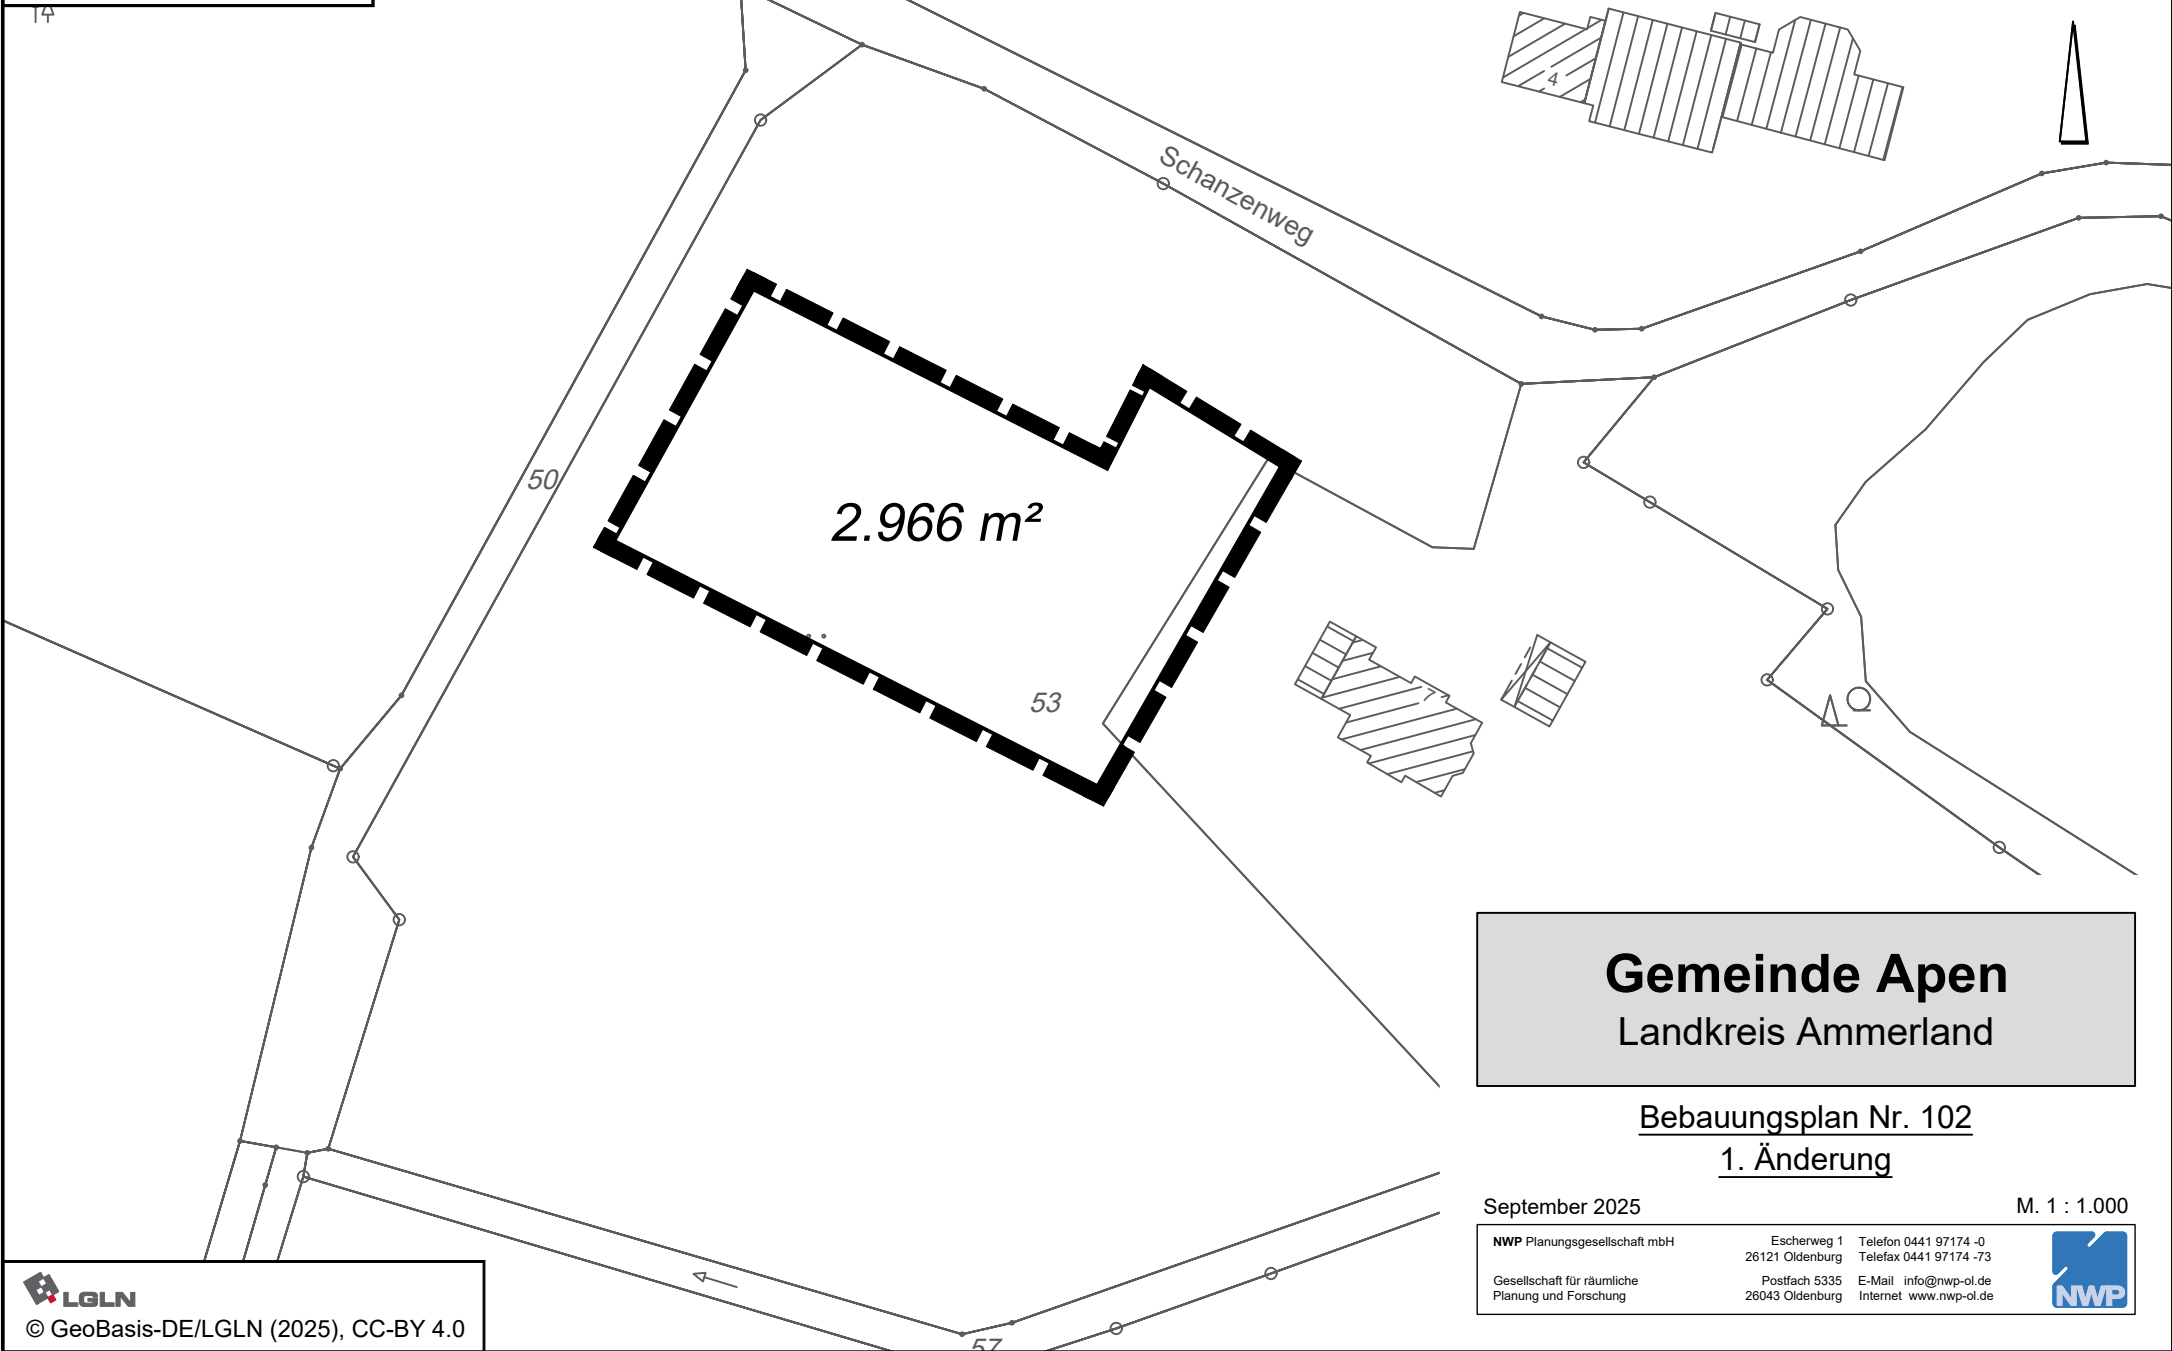 4
Schanzenweg
50
2.966 m²
53
7
Gemeinde Apen
Landkreis Ammerland
Bebauungsplan Nr. 102
1. Änderung
September 2025
M. 1 : 1.000
NWP Planungsgesellschaft mbH
Escherweg 1
Telefon 0441 97174 -0
26121 Oldenburg
Telefax 0441 97174 -73
Gesellschaft für räumliche
Postfach 5335
E-Mail info@nwp-ol.de
Planung und Forschung
26043 Oldenburg
Internet www.nwp-ol.de
NWP
LGLN
© GeoBasis-DE/LGLN (2025), CC-BY 4.0
57